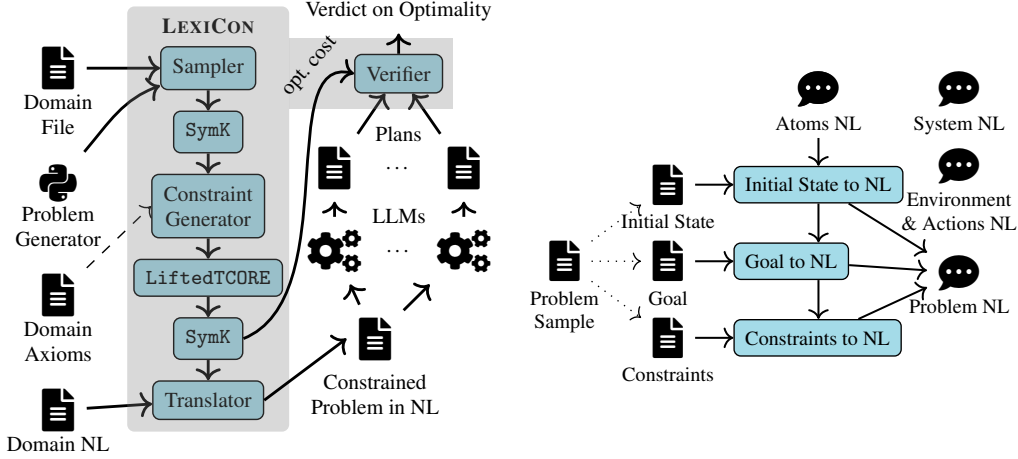 Verdict on Optimality
LEXICON
Sampler
opt. cost
Verifier
Domain
File
SymK
Plans
Constraint
Generator
Problem
Generator
LLMs
LiftedTCORE
Domain
Axioms
SymK
Constrained
Problem in NL
Translator
Domain NL
Atoms NL
System NL
Initial State to NL
Initial State
Environment
& Actions NL
Goal to NL
Problem
Sample
Goal
Problem NL
Constraints to NL
Constraints